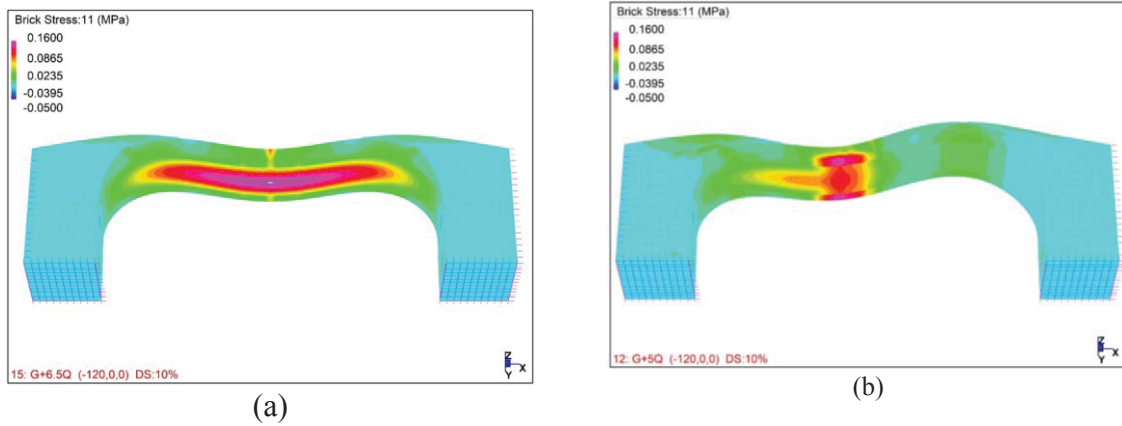 Brick Stress:11 (MPa)
0.1600
0.0865
0.0235
-0.0395
-0.0500
15: G+6.5Q (-120,0,0) DS:10%
Z
X
Y
(a)
Brick Stress:11 (MPa)
0.1600
0.0865
0.0235
-0.0395
-0.0500
12: G+5Q (-120,0,0) DS:10%
Z
X
Y
(b)